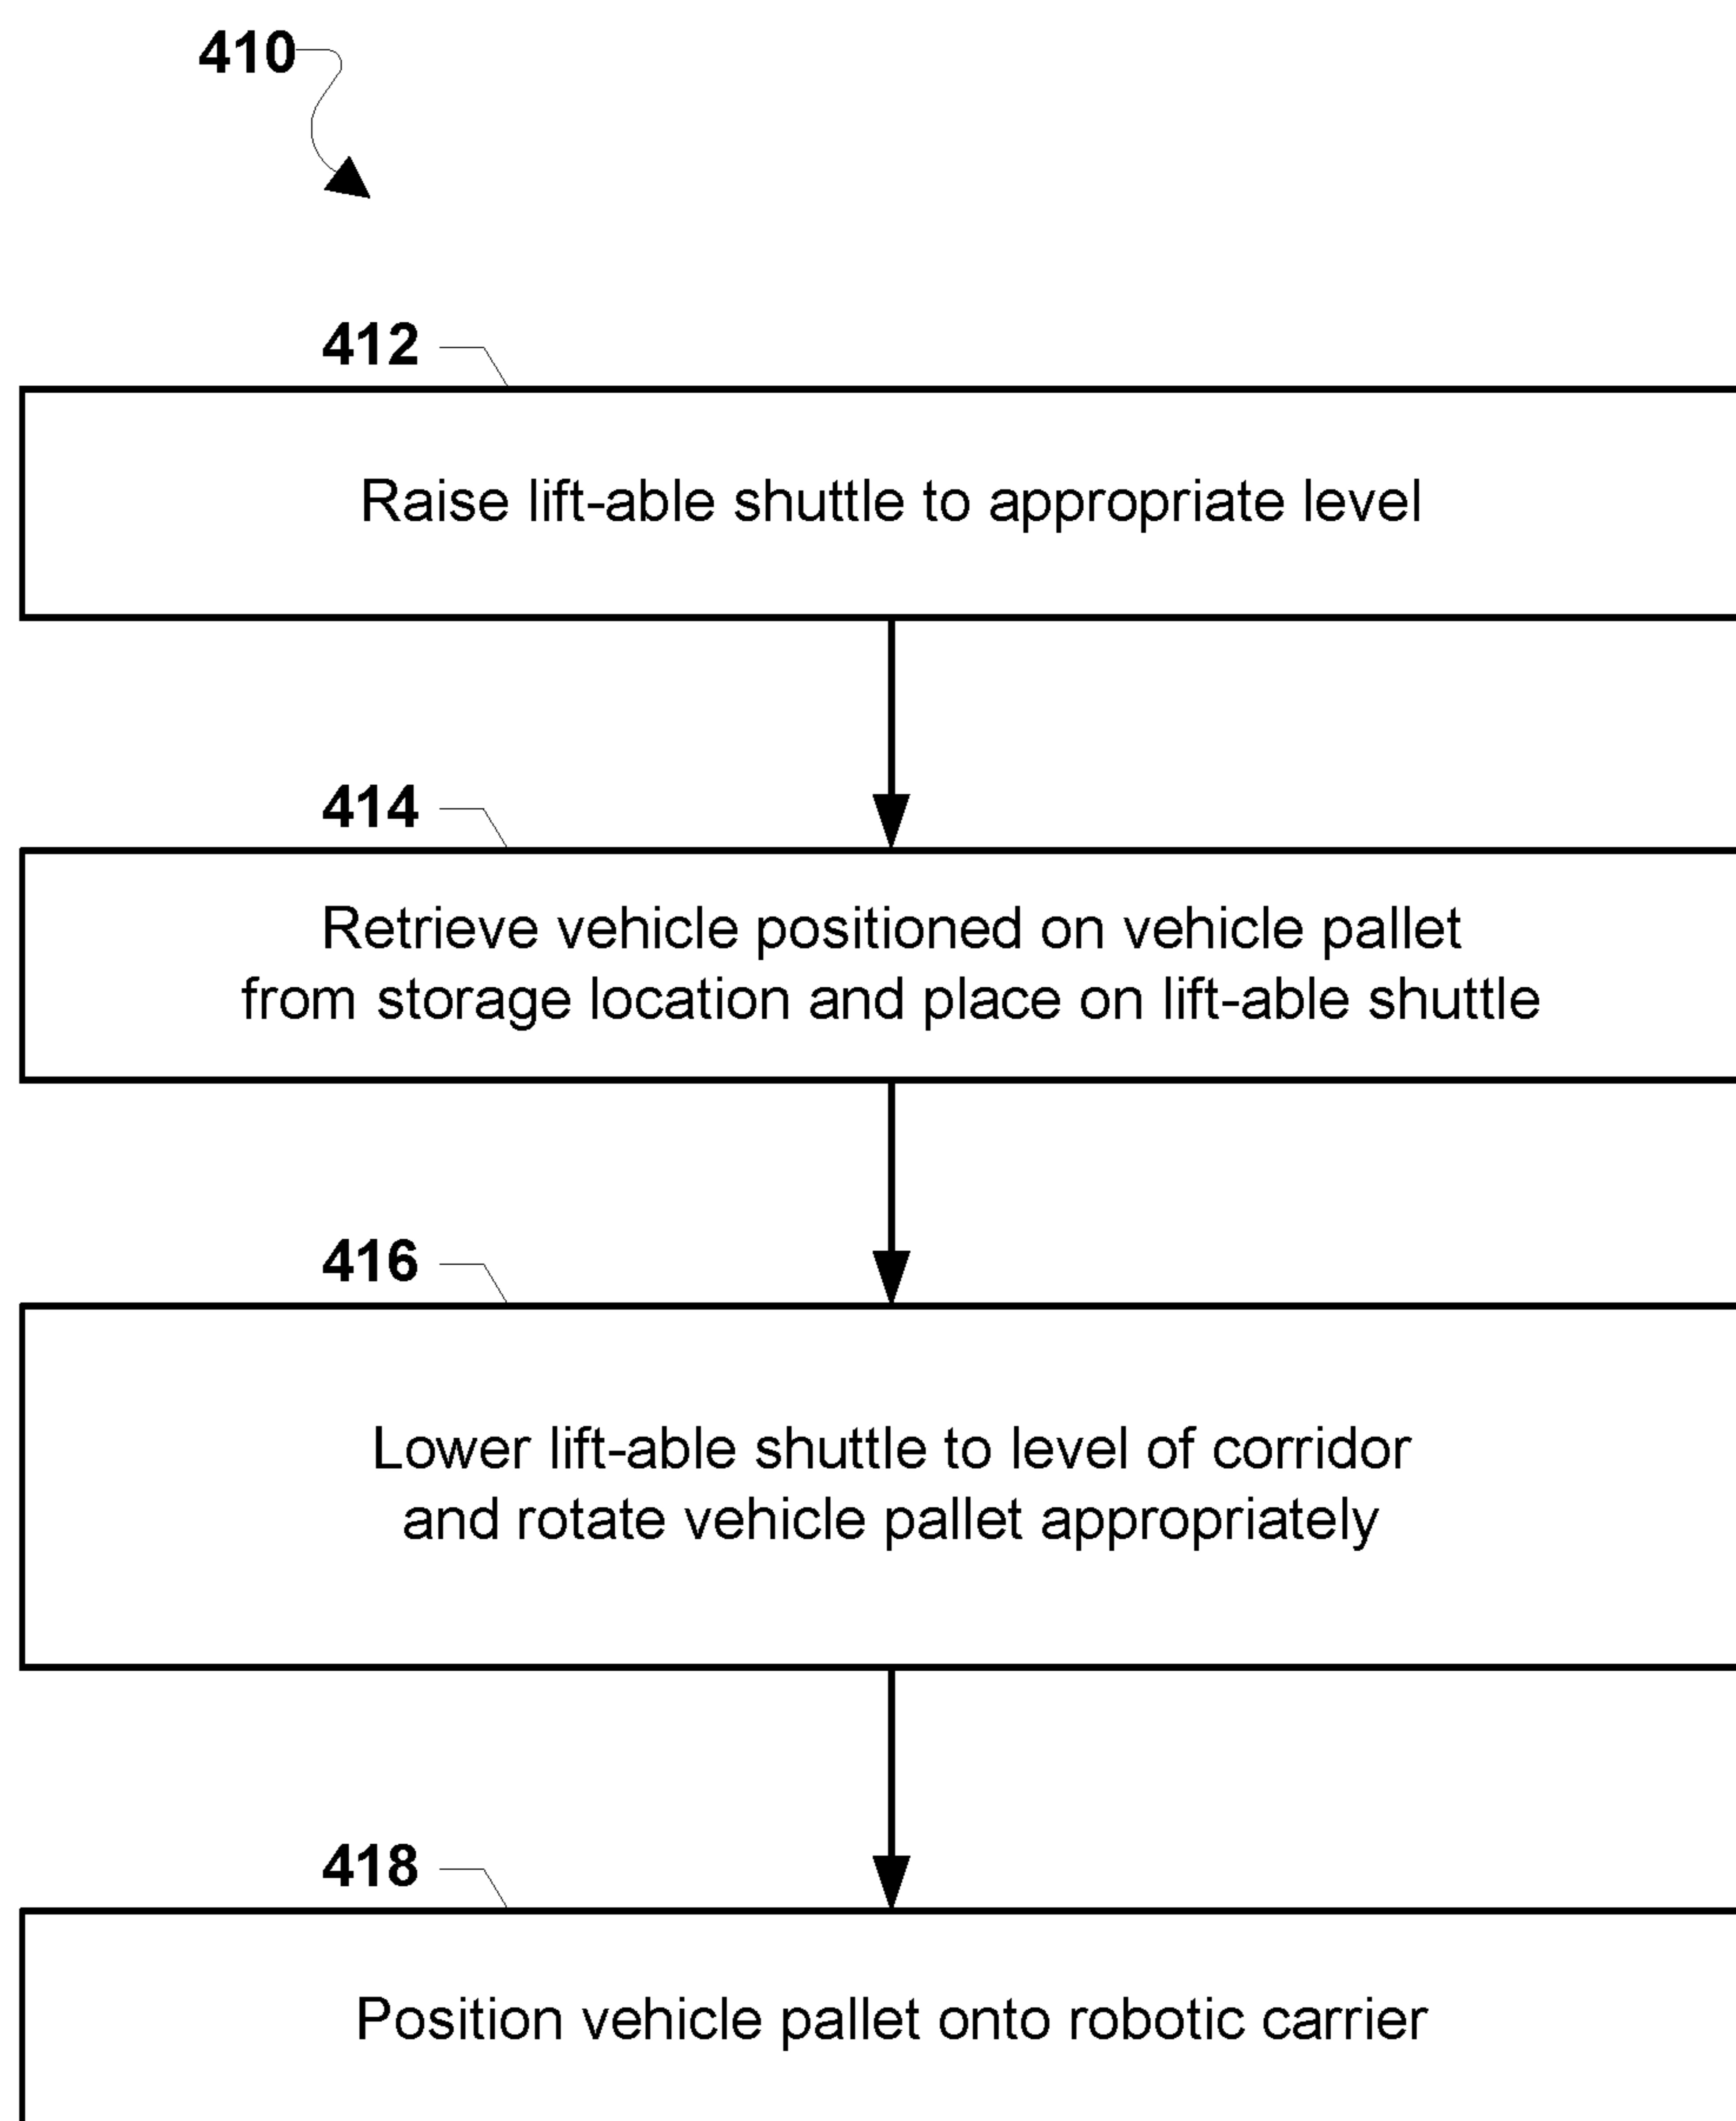 410
412
Raise lift-able shuttle to appropriate level
414
Retrieve vehicle positioned on vehicle pallet
from storage location and place on lift-able shuttle
416
Lower lift-able shuttle to level of corridor
and rotate vehicle pallet appropriately
418
Position vehicle pallet onto robotic carrier